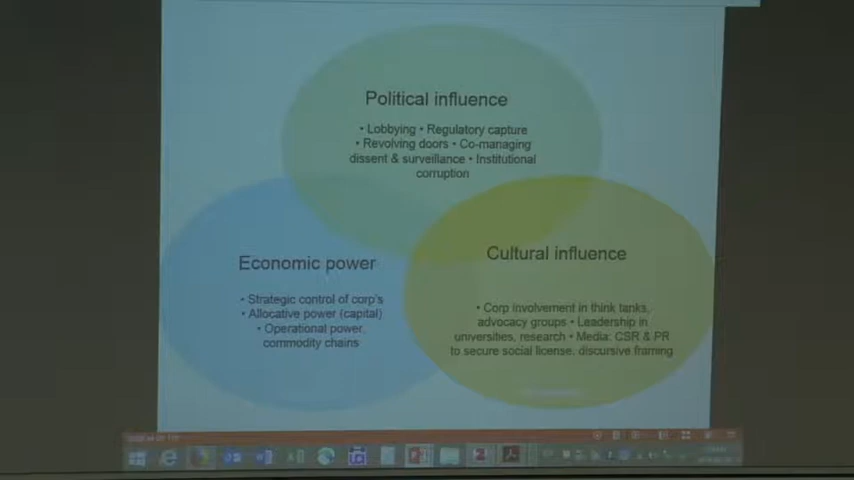 Political influence
• Lobbying • Regulatory capture
• Revolving doors • Co-managing
dissent & surveillance • Institutional
corruption
Economic power
• Strategic control of corp's
• Allocative power (capital)
• Operational power,
commodity chains
Cultural influence
• Corp involvement in think tanks,
advocacy groups • Leadership in
universities, research • Media: CSR & PR
to secure social license, discursive framing